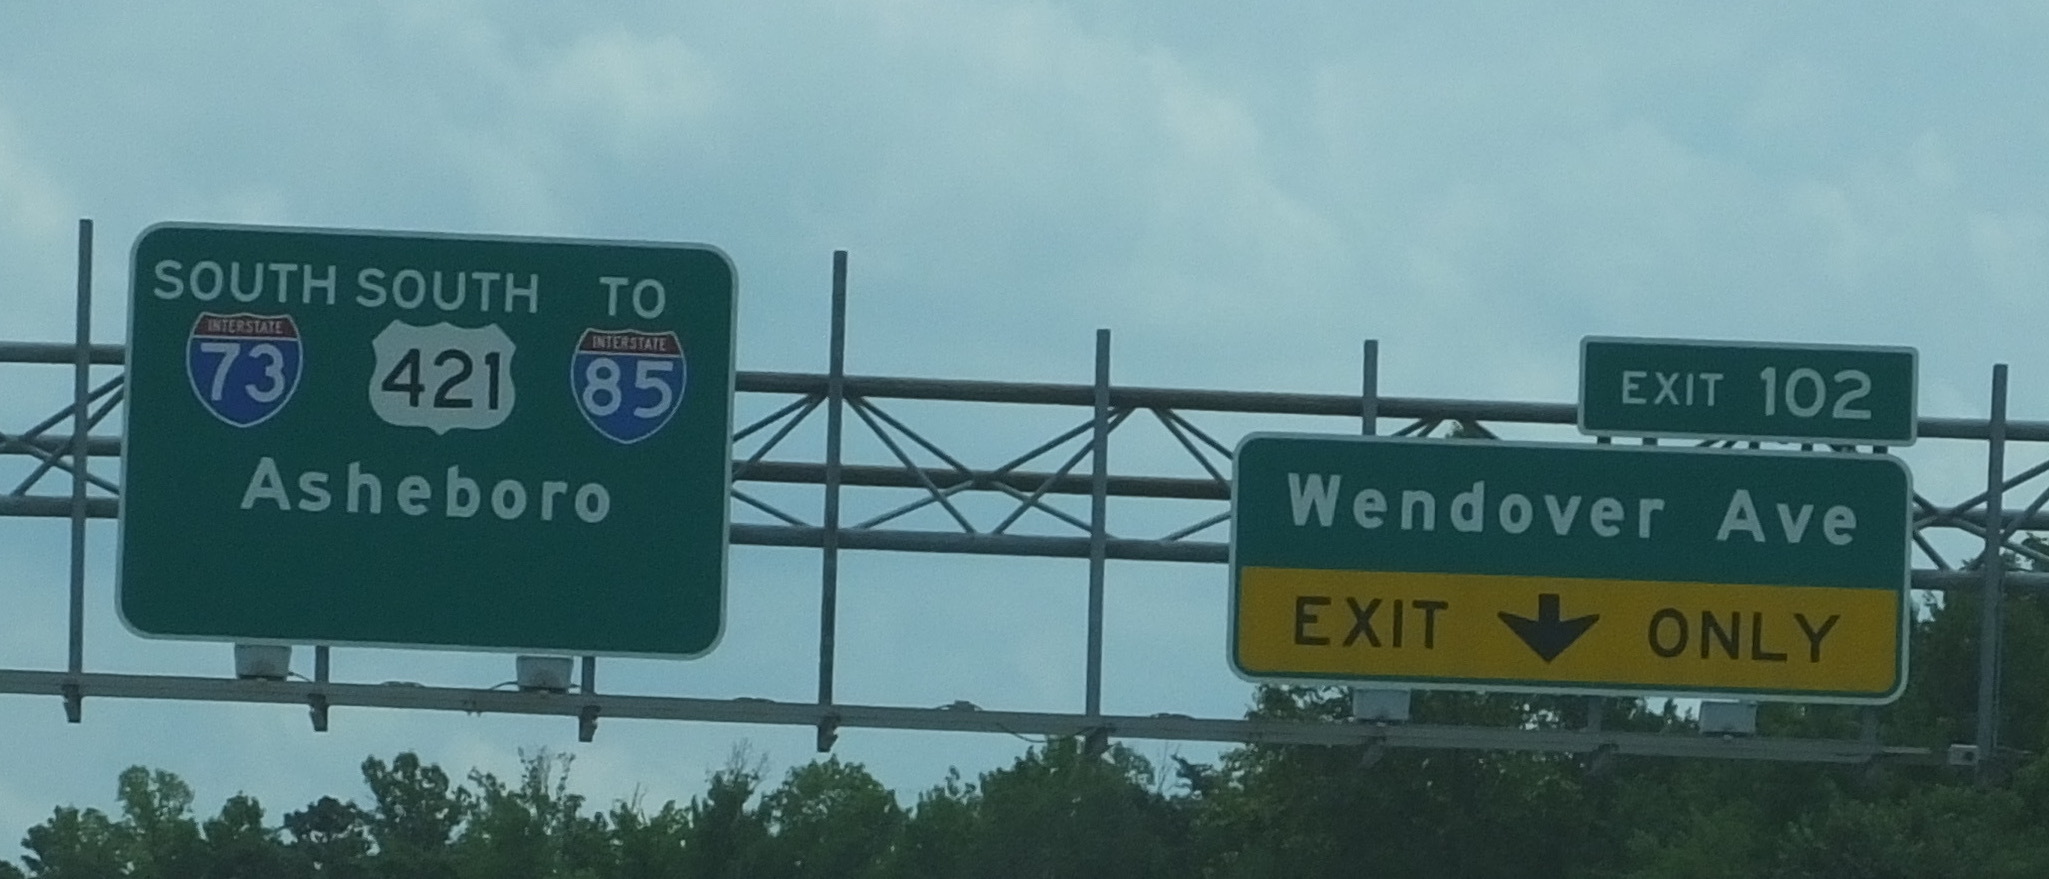 SOUTH SOUTH TO
INTERSTATE 73 421 INTERSTATE 85
Asheboro
EXIT 102
Wendover Ave
EXIT ONLY